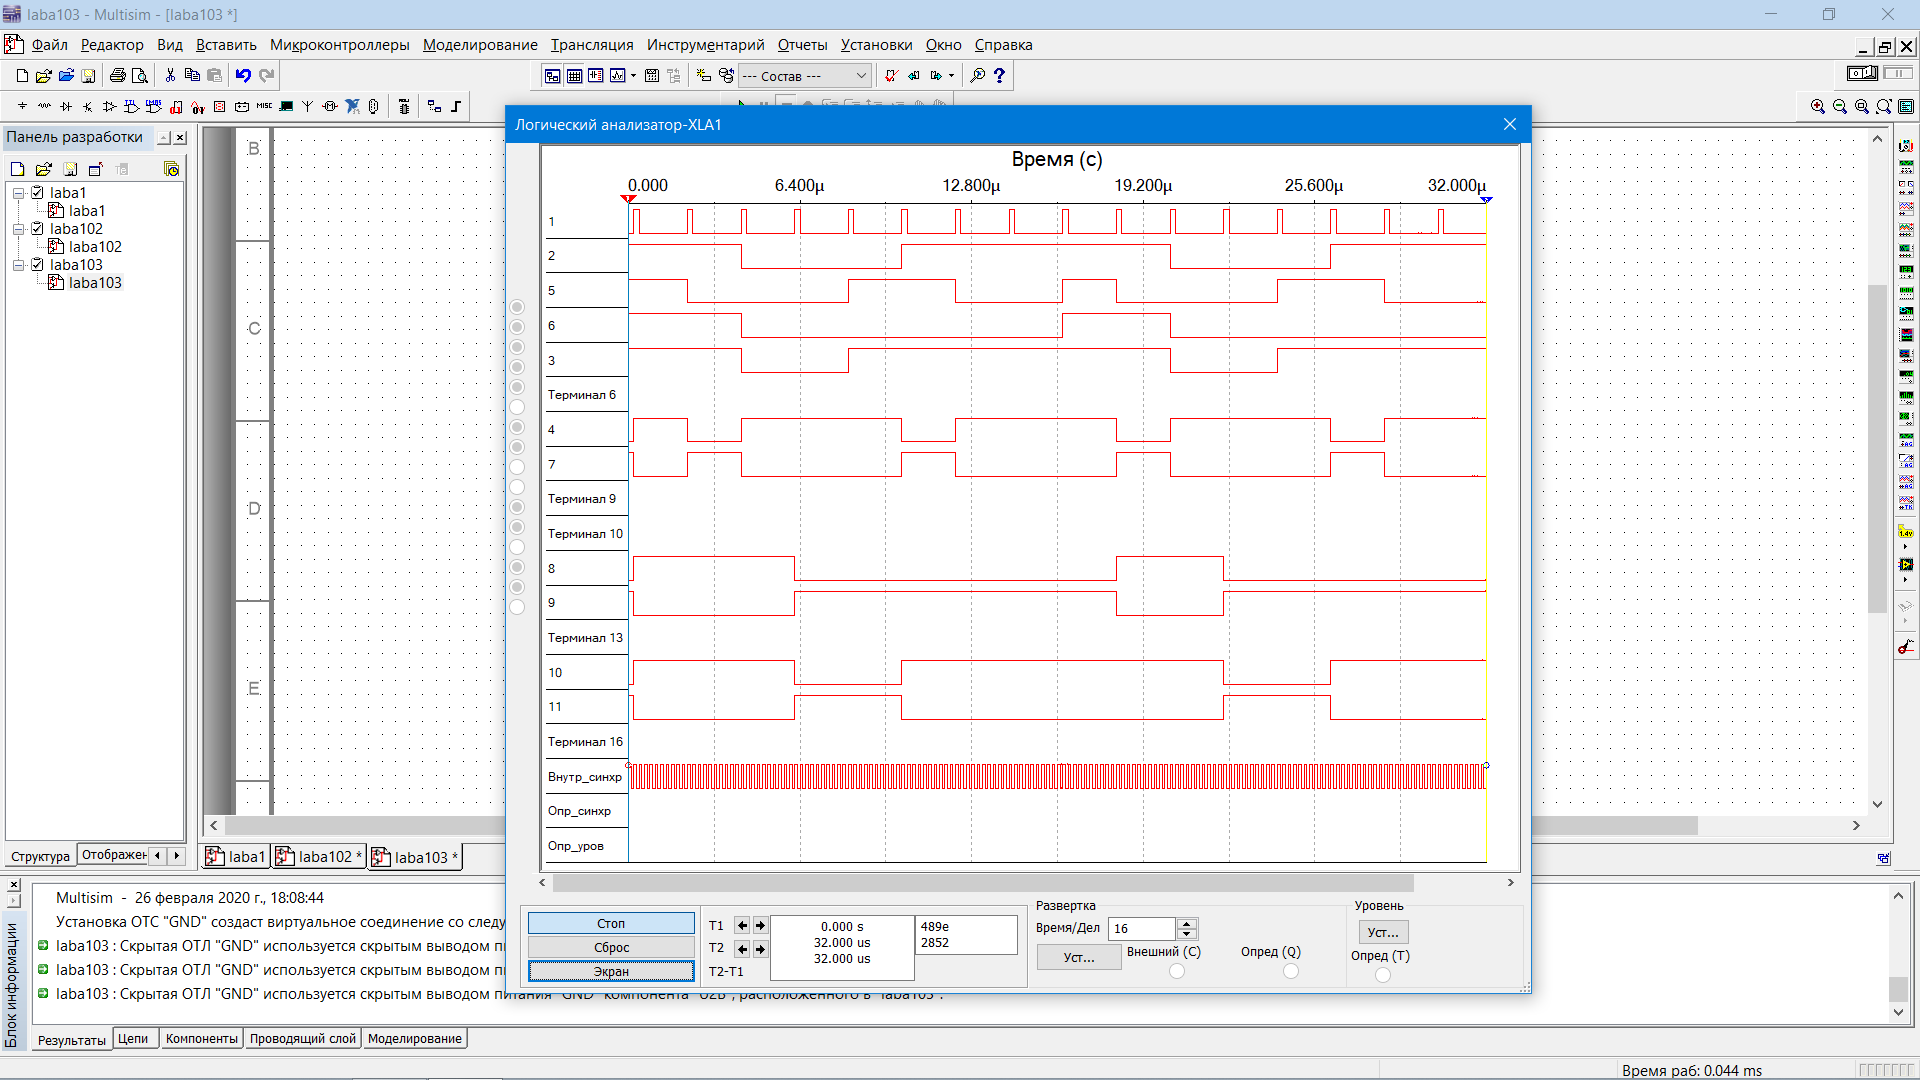 laba103 - Multisim - [laba103 *]
Файл Редактор Вид Вставить Микроконтроллеры Моделирование Трансляция Инструментарий Отчеты Установки Окно Справка
--- Состав ---
MISC
Панель разработки
laba1
laba1
laba102
laba102
laba103
laba103
Структура Отображен
B
C
D
E
Логический анализатор-XLA1
Время (с)
0.000 6.400µ 12.800µ 19.200µ 25.600µ 32.000µ
1
2
5
6
3
Терминал 6
4
7
Терминал 9
Терминал 10
8
9
Терминал 13
10
11
Терминал 16
Внутр_синхр
Опр_синхр
Опр_уров
Стоп
Сброс
Экран
T1
T2
T2-T1
0.000 s
32.000 us
32.000 us
489e
2852
Развертка
Время/Дел 16
Уст...
Внешний (C)
Опред (Q)
Уровень
Уст...
Опред (T)
laba1 laba102 * laba103 *
Multisim - 26 февраля 2020 г., 18:08:44
Установка ОТС "GND" создаст виртуальное соединение со следу
laba103 : Скрытая ОТЛ "GND" используется скрытым выводом пи
laba103 : Скрытая ОТЛ "GND" используется скрытым выводом пи
laba103 : Скрытая ОТЛ "GND" используется скрытым выводом питания "GND" компонента "U2B", расположенного в "laba103".
Блок информации
Результаты Цепи Компоненты Проводящий слой Моделирование
Время раб: 0.044 ms